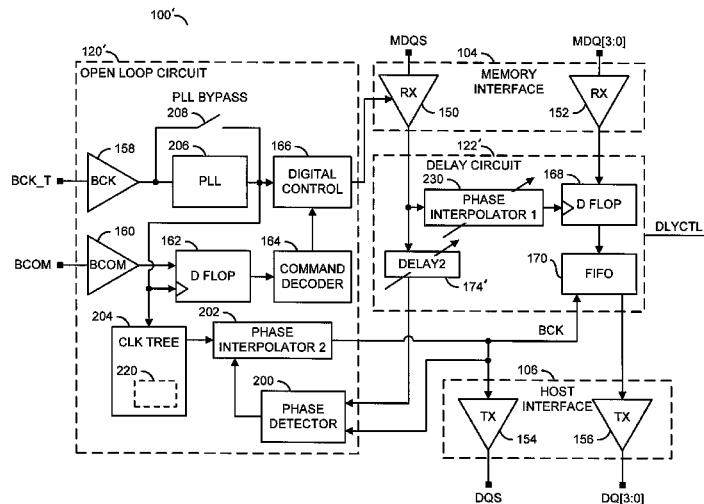 100'
MDQS
MDQ[3:0]
120'
104
OPEN LOOP CIRCUIT
MEMORY
INTERFACE
RX
150
RX
152
PLL BYPASS
208
158
206
166
122'
BCK_T
BCK
PLL
DIGITAL
CONTROL
DELAY CIRCUIT
230
168
PHASE
INTERPOLATOR 1
D FLOP
DLYCTL
160
162
164
BCOM
BCOM
D FLOP
COMMAND
DECODER
DELAY2
174'
170
FIFO
204
202
CLK TREE
PHASE
INTERPOLATOR 2
BCK
220
200
PHASE
DETECTOR
106
HOST
INTERFACE
TX
154
TX
156
DQS
DQ[3:0]